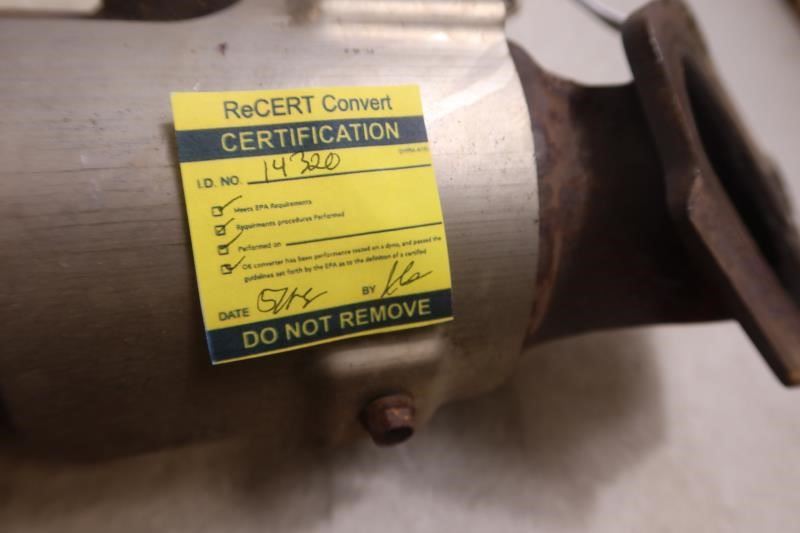 ReCERT Convert
CERTIFICATION
I.D. NO. 14320
Meets EPA Requirements
Requirments procedures Performed
Performed on
OE converter has been performance tested on a dyno, and passed the
guidelines set forth by the EPA as to the definition of a certified
DATE BY
DO NOT REMOVE